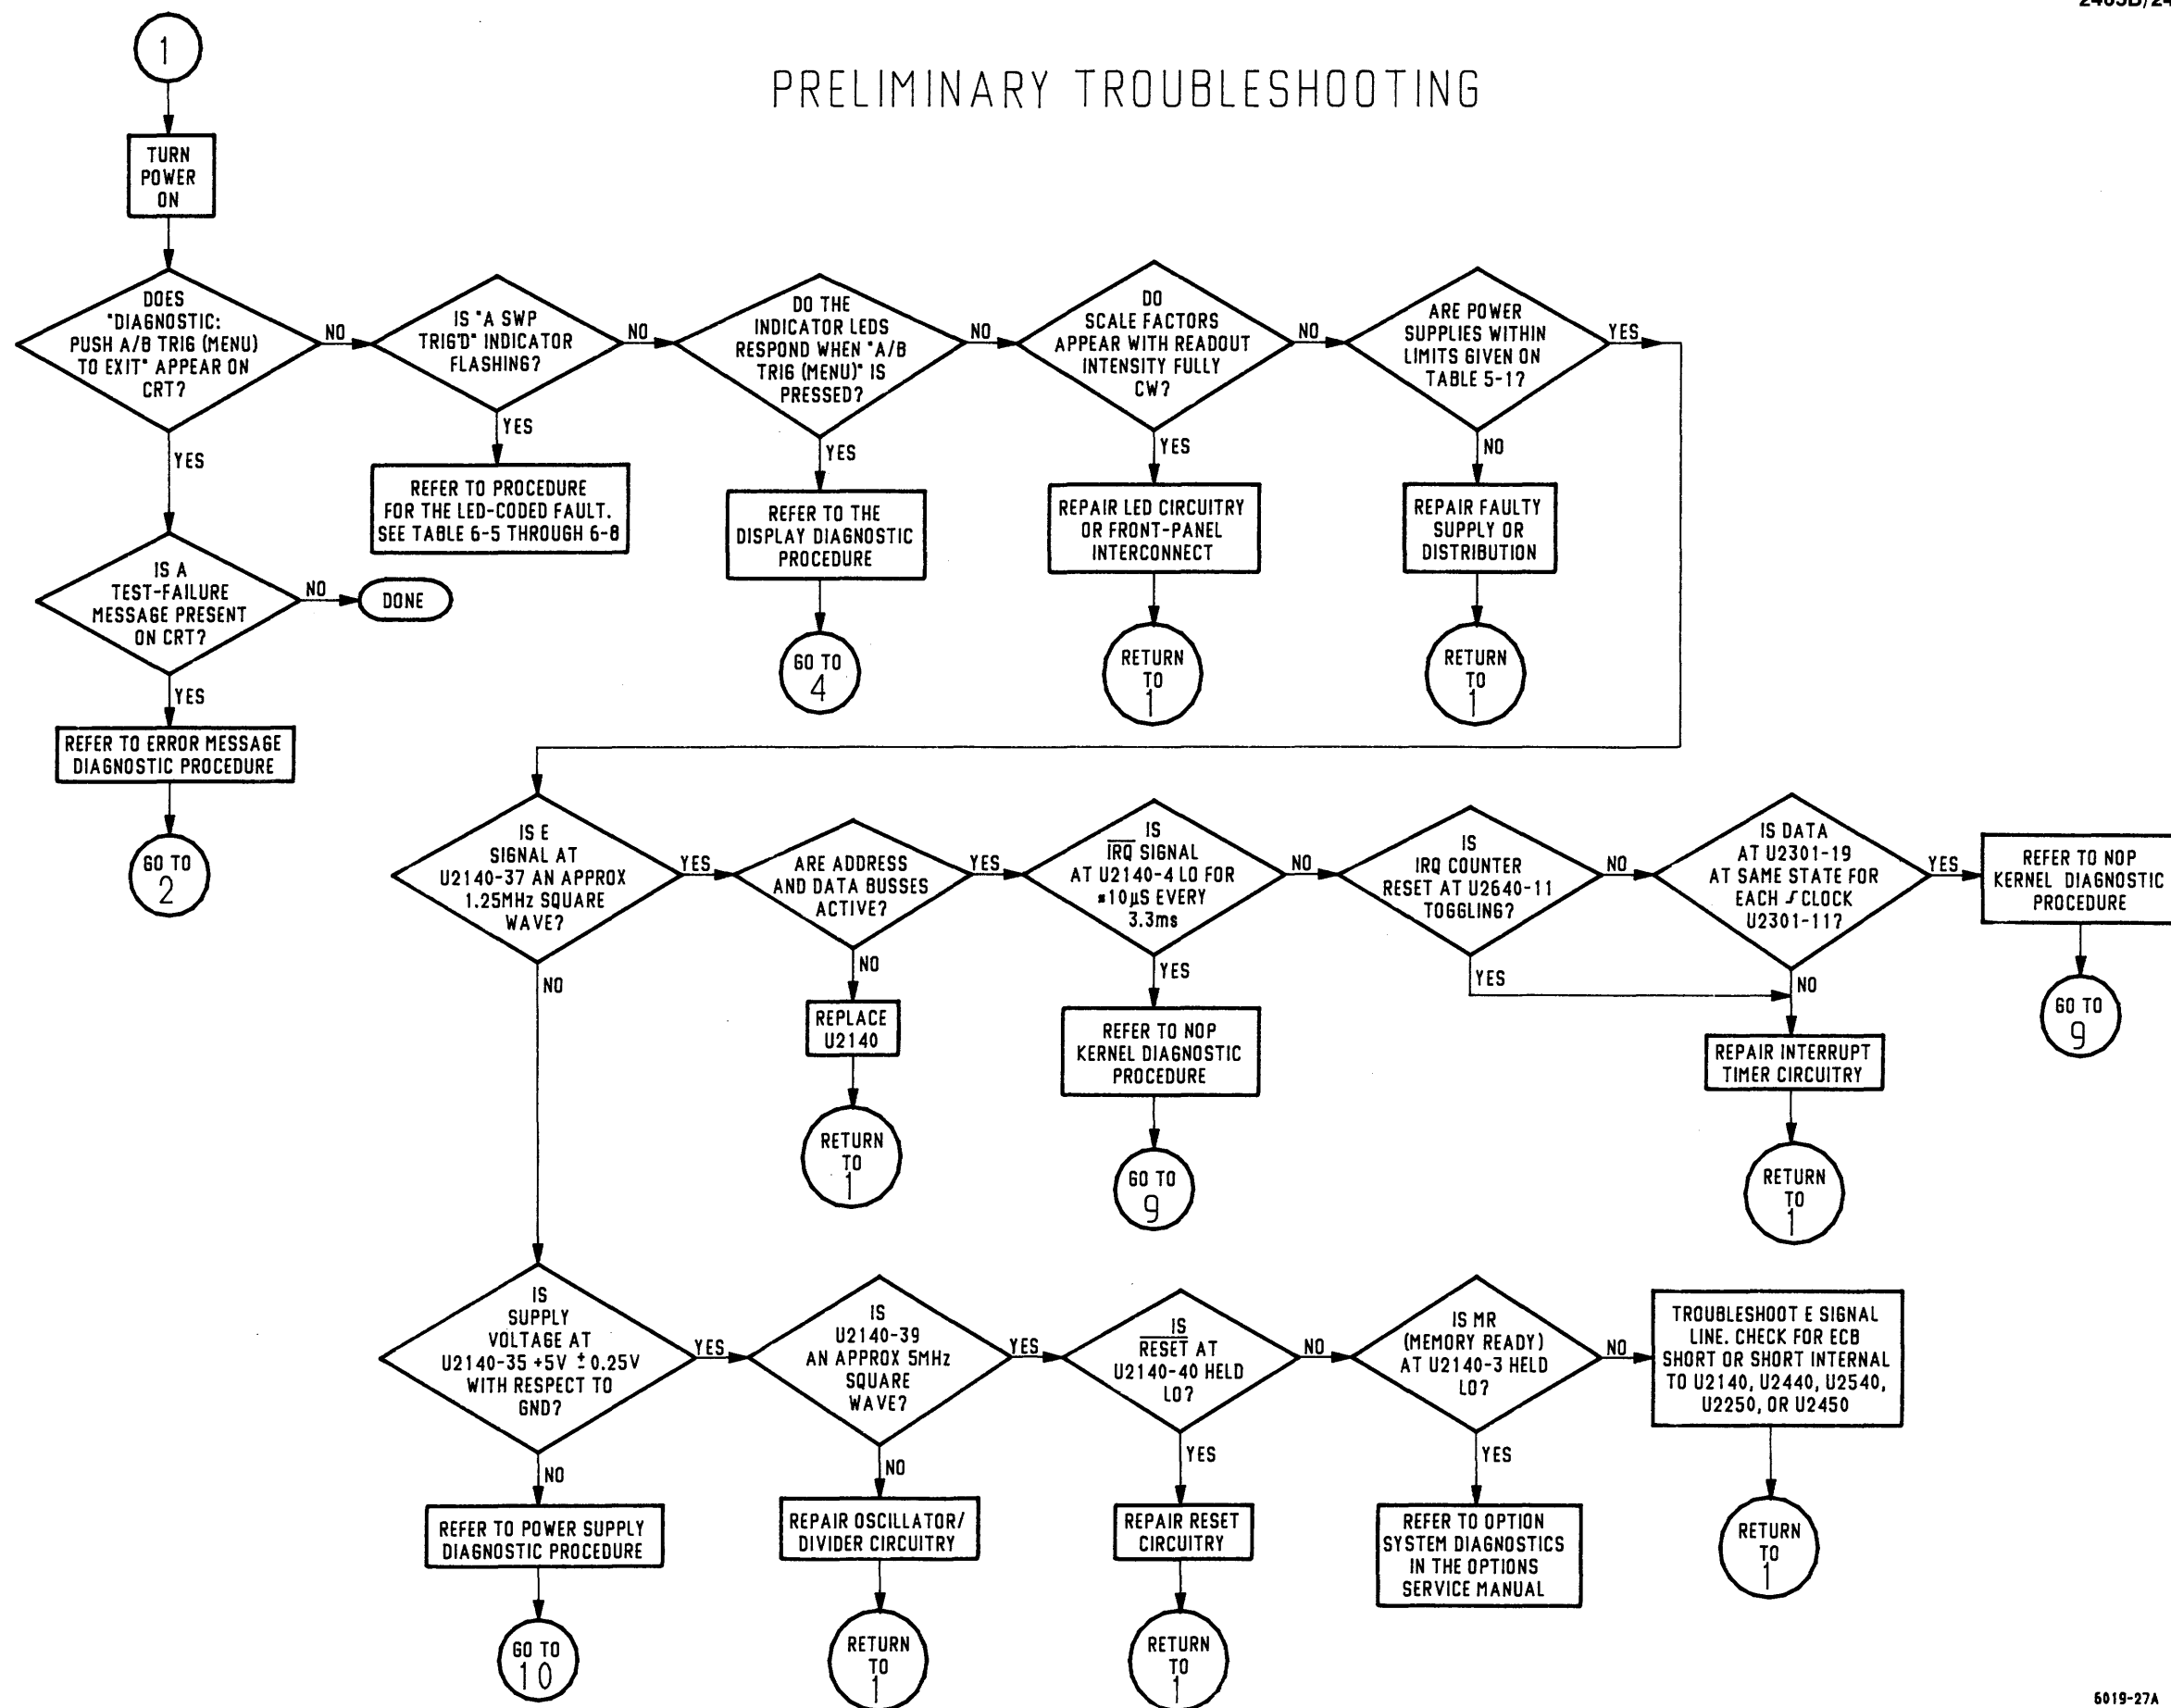 PRELIMINARY TROUBLESHOOTING
1
TURN
POWER
ON
DOES
"DIAGNOSTIC:
PUSH A/B TRIG (MENU)
TO EXIT" APPEAR ON
CRT?
NO
YES
IS "A SWP
TRIG'D" INDICATOR
FLASHING?
NO
YES
DO THE
INDICATOR LEDS
RESPOND WHEN "A/B
TRIG (MENU)" IS
PRESSED?
NO
YES
DO
SCALE FACTORS
APPEAR WITH READOUT
INTENSITY FULLY
CW?
NO
YES
ARE POWER
SUPPLIES WITHIN
LIMITS GIVEN ON
TABLE 5-1?
YES
NO
REFER TO PROCEDURE
FOR THE LED-CODED FAULT.
SEE TABLE 6-5 THROUGH 6-8
REFER TO THE
DISPLAY DIAGNOSTIC
PROCEDURE
REPAIR LED CIRCUITRY
OR FRONT-PANEL
INTERCONNECT
REPAIR FAULTY
SUPPLY OR
DISTRIBUTION
IS A
TEST-FAILURE
MESSAGE PRESENT
ON CRT?
NO
DONE
YES
GO TO
4
RETURN
TO
1
RETURN
TO
1
REFER TO ERROR MESSAGE
DIAGNOSTIC PROCEDURE
GO TO
2
IS E
SIGNAL AT
U2140-37 AN APPROX
1.25MHz SQUARE
WAVE?
YES
NO
ARE ADDRESS
AND DATA BUSSES
ACTIVE?
YES
NO
IS
IRQ SIGNAL
AT U2140-4 LO FOR
≈10µS EVERY
3.3ms
NO
YES
IS
IRQ COUNTER
RESET AT U2640-11
TOGGLING?
NO
YES
IS DATA
AT U2301-19
AT SAME STATE FOR
EACH ⎍ CLOCK
U2301-11?
YES
NO
REFER TO NOP
KERNEL DIAGNOSTIC
PROCEDURE
REPLACE
U2140
REFER TO NOP
KERNEL DIAGNOSTIC
PROCEDURE
REPAIR INTERRUPT
TIMER CIRCUITRY
GO TO
9
RETURN
TO
1
GO TO
9
RETURN
TO
1
IS
SUPPLY
VOLTAGE AT
U2140-35 +5V ± 0.25V
WITH RESPECT TO
GND?
YES
NO
IS
U2140-39
AN APPROX 5MHz
SQUARE
WAVE?
YES
NO
IS
RESET AT
U2140-40 HELD
LO?
NO
YES
IS MR
(MEMORY READY)
AT U2140-3 HELD
LO?
NO
YES
TROUBLESHOOT E SIGNAL
LINE. CHECK FOR ECB
SHORT OR SHORT INTERNAL
TO U2140, U2440, U2540,
U2250, OR U2450
REFER TO POWER SUPPLY
DIAGNOSTIC PROCEDURE
REPAIR OSCILLATOR/
DIVIDER CIRCUITRY
REPAIR RESET
CIRCUITRY
REFER TO OPTION
SYSTEM DIAGNOSTICS
IN THE OPTIONS
SERVICE MANUAL
RETURN
TO
1
GO TO
10
RETURN
TO
1
RETURN
TO
1
6019-27A